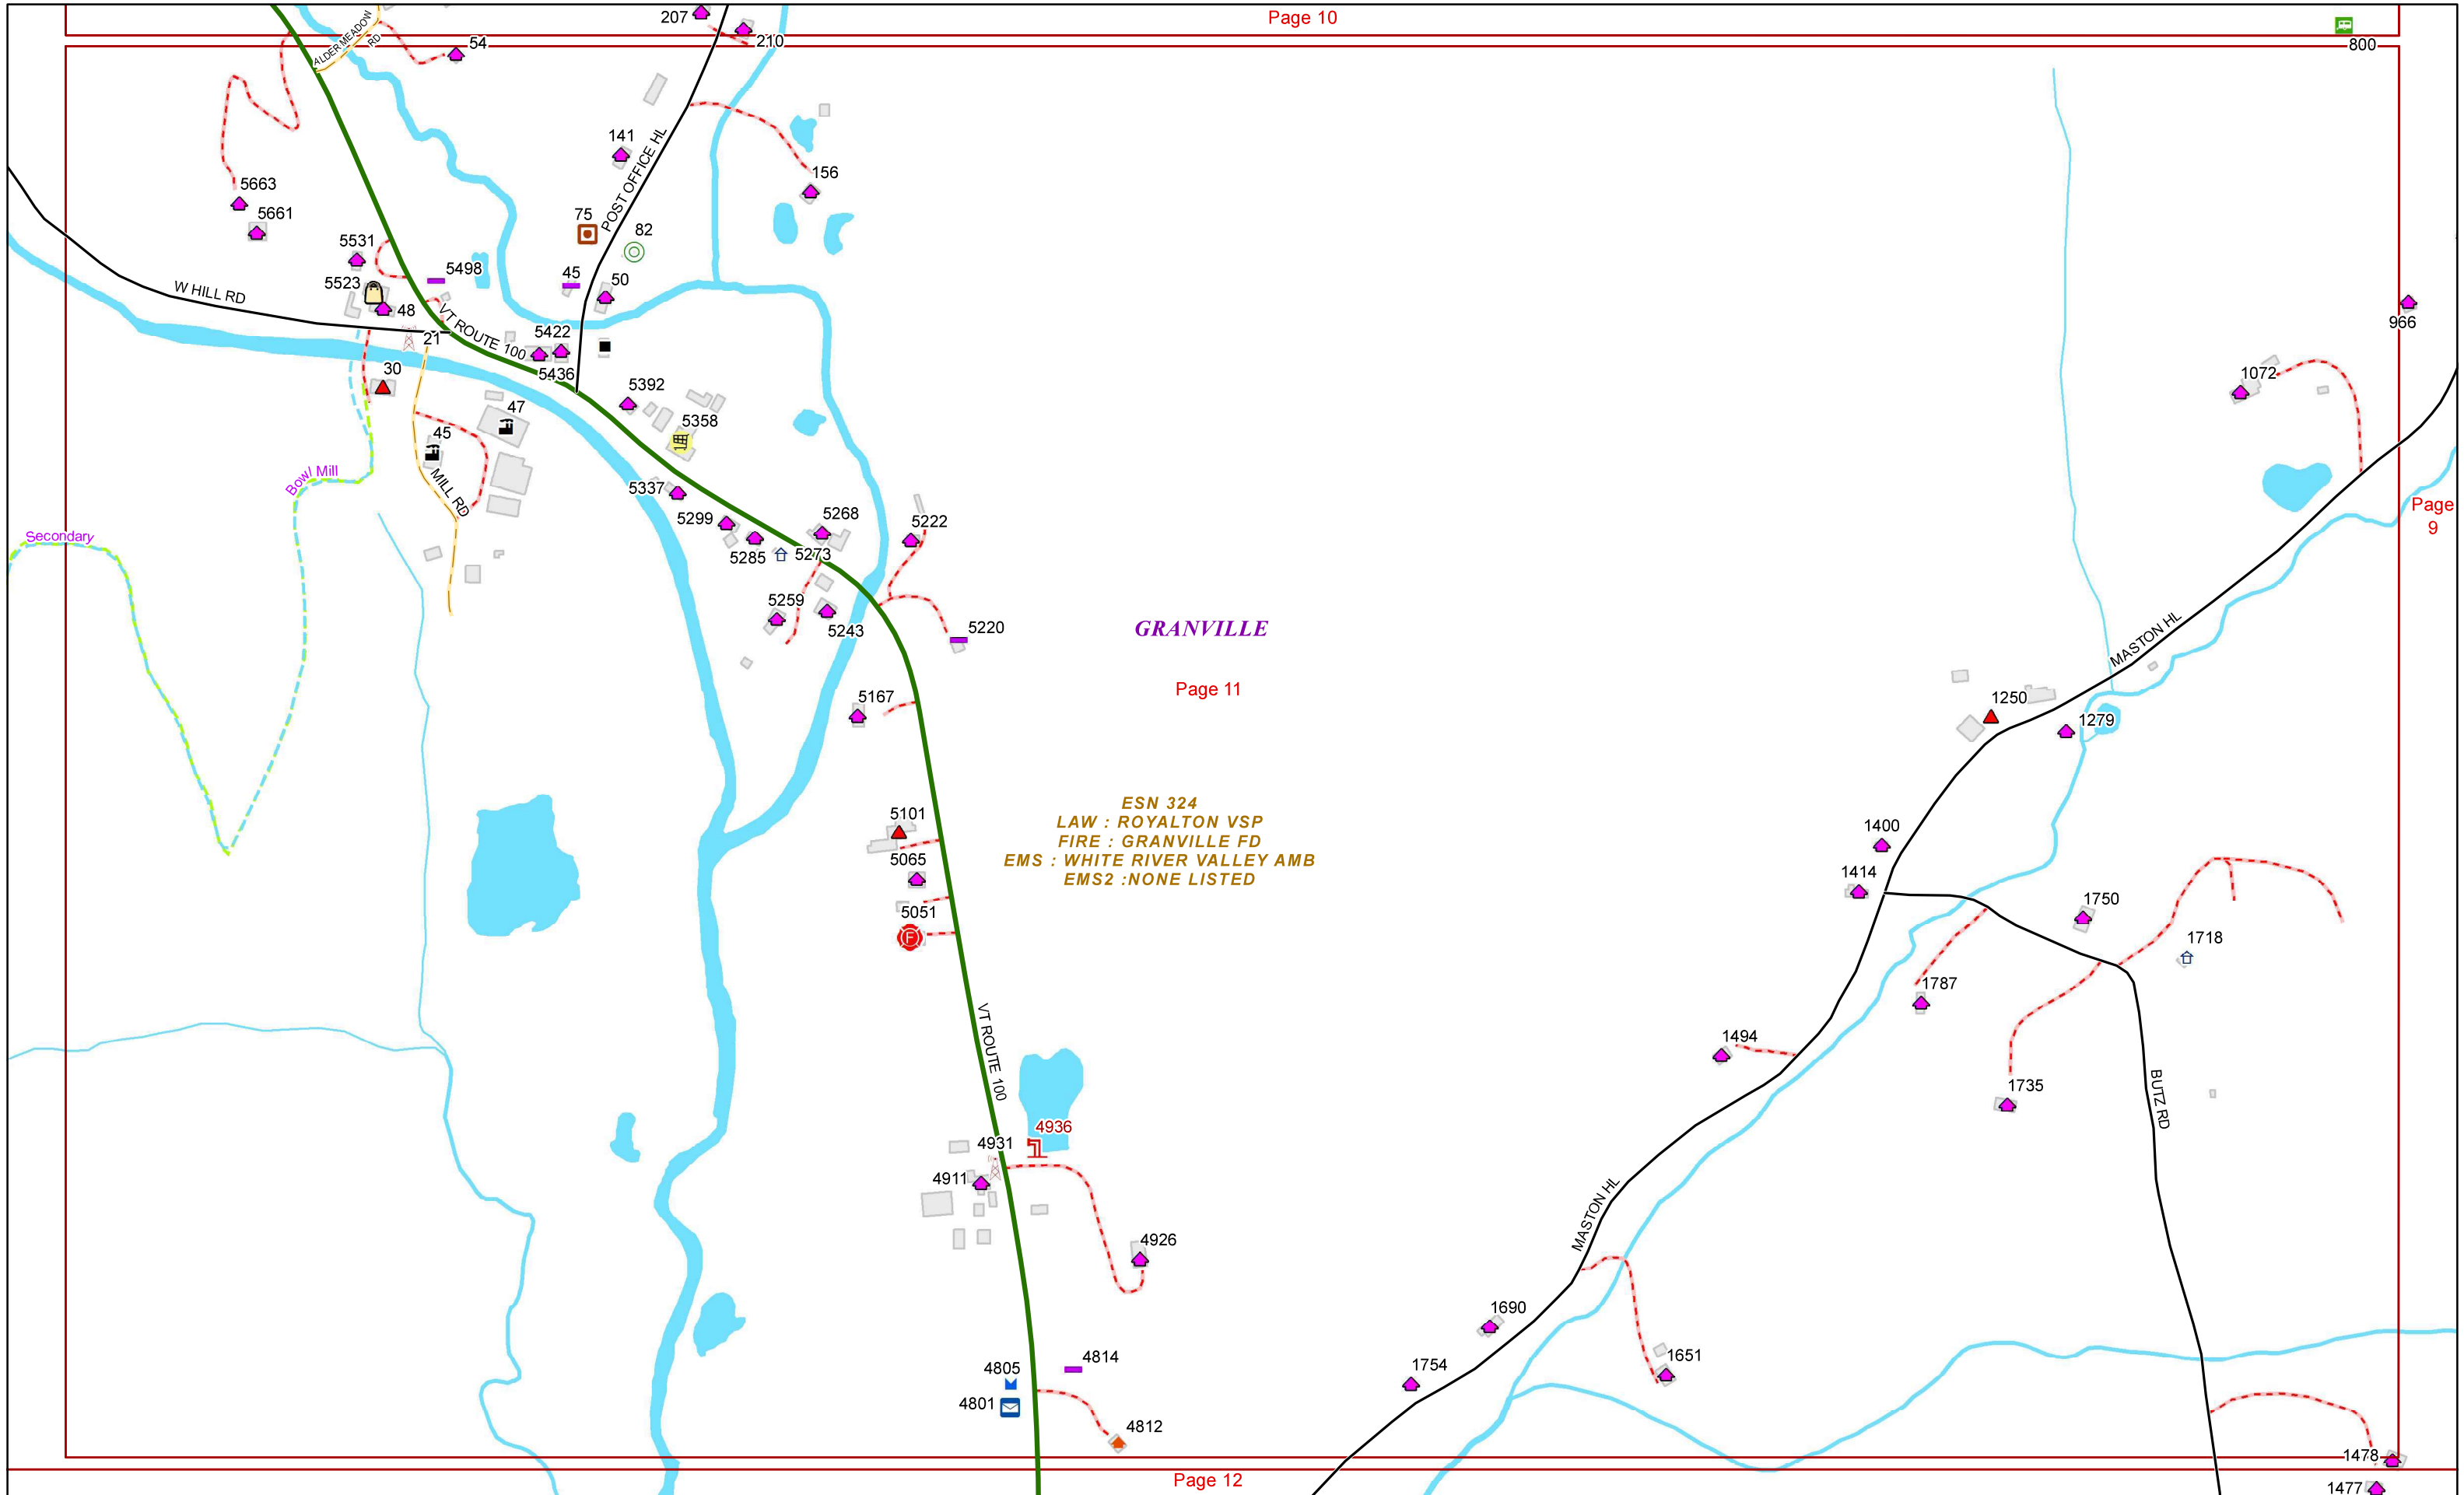 Page 10
207
210
800
ALDER MEADOW
RD
54
141
POST OFFICE HL
156
5663
5661
75
82
5531
5498
5523
48
45
50
W HILL RD
21
VT ROUTE 100
5422
5436
966
30
5392
1072
47
45
5358
MILL RD
Bowl Mill
5337
Page
9
Secondary
5299
5268
5222
5285
5273
5259
5243
5220
GRANVILLE
MASTON HL
Page 11
5167
1250
1279
ESN 324
LAW : ROYALTON VSP
FIRE : GRANVILLE FD
EMS : WHITE RIVER VALLEY AMB
EMS2 :NONE LISTED
5101
5065
5051
F
1400
1414
1750
1718
1787
VT ROUTE 100
1494
1735
BUTZ RD
4931
4936
4911
MASTON HL
4926
1690
1651
1754
4805
4814
4801
4812
1478
Page 12
1477